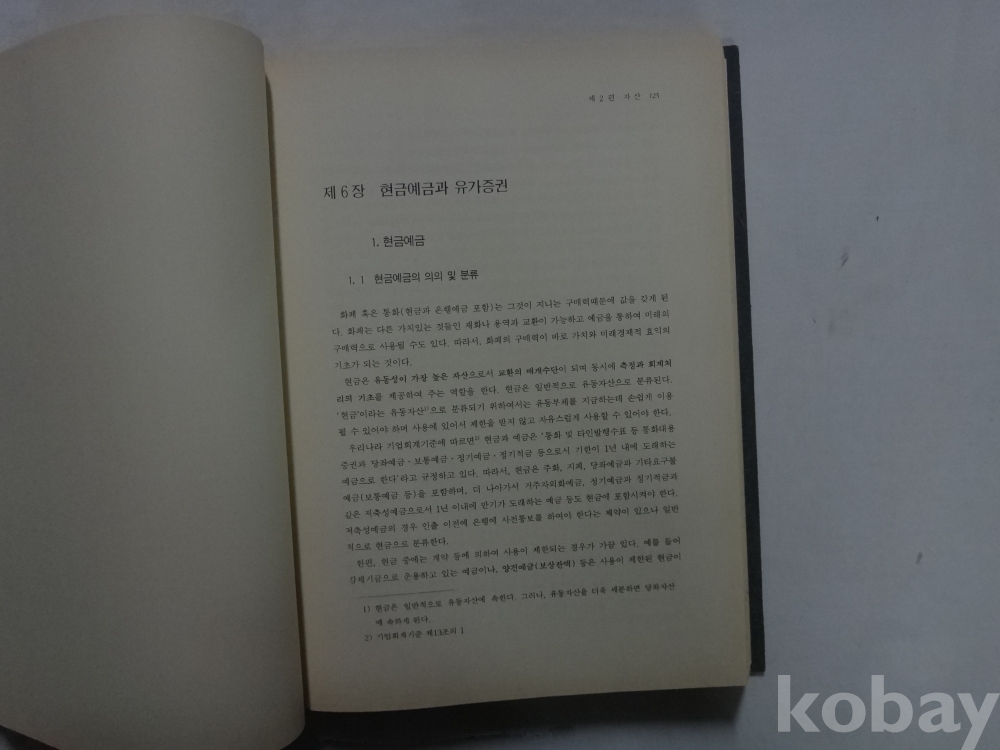 제 2 편 자 산 125
제 6 장 현금예금과 유가증권
1. 현금예금
1. 1 현금예금의 의의 및 분류
화폐 혹은 통화(현금과 은행예금 포함)는 그것이 지니는 구매력때문에 값을 갖게 된
다. 화폐는 다른 가치있는 것들인 재화나 용역과 교환이 가능하고 예금을 통하여 미래의
구매력으로 사용될 수도 있다. 따라서, 화폐의 구매력이 바로 가치와 미래경제적 효익의
기초가 되는 것이다.
현금은 유동성이 가장 높은 자산으로서 교환의 매개수단이 되며 동시에 측정과 회계처
리의 기초를 제공하여 주는 역할을 한다. 현금은 일반적으로 유동자산으로 분류된다.
'현금'이라는 유동자산1)으로 분류되기 위하여서는 유동부채를 지급하는데 손쉽게 이용
될 수 있어야 하며 사용에 있어서 제한을 받지 않고 자유스럽게 사용할 수 있어야 한다.
우리나라 기업회계기준에 따르면2) 현금과 예금은 '통화 및 타인발행수표 등 통화대용
증권과 당좌예금·보통예금·정기예금·정기적금 등으로서 기한이 1년 내에 도래하는
예금으로 한다'라고 규정하고 있다. 따라서, 현금은 주화, 지폐, 당좌예금과 기타요구불
예금(보통예금 등)을 포함하며, 더 나아가서 거주자외화예금, 정기예금과 정기적금과
같은 저축성예금으로서 1년 이내에 만기가 도래하는 예금 등도 현금에 포함시켜야 한다.
저축성예금의 경우 인출 이전에 은행에 사전통보를 하여야 한다는 제약이 있으나 일반
적으로 현금으로 분류한다.
한편, 현금 중에는 계약 등에 의하여 사용이 제한되는 경우가 가끔 있다. 예를 들어
감채기금으로 운용하고 있는 예금이나, 양건예금(보상잔액) 등은 사용이 제한된 현금이
1) 현금은 일반적으로 유동자산에 속한다. 그러나, 유동자산을 더욱 세분하면 당좌자산
에 속하게 된다.
2) 기업회계기준 제13조의 1
kobay